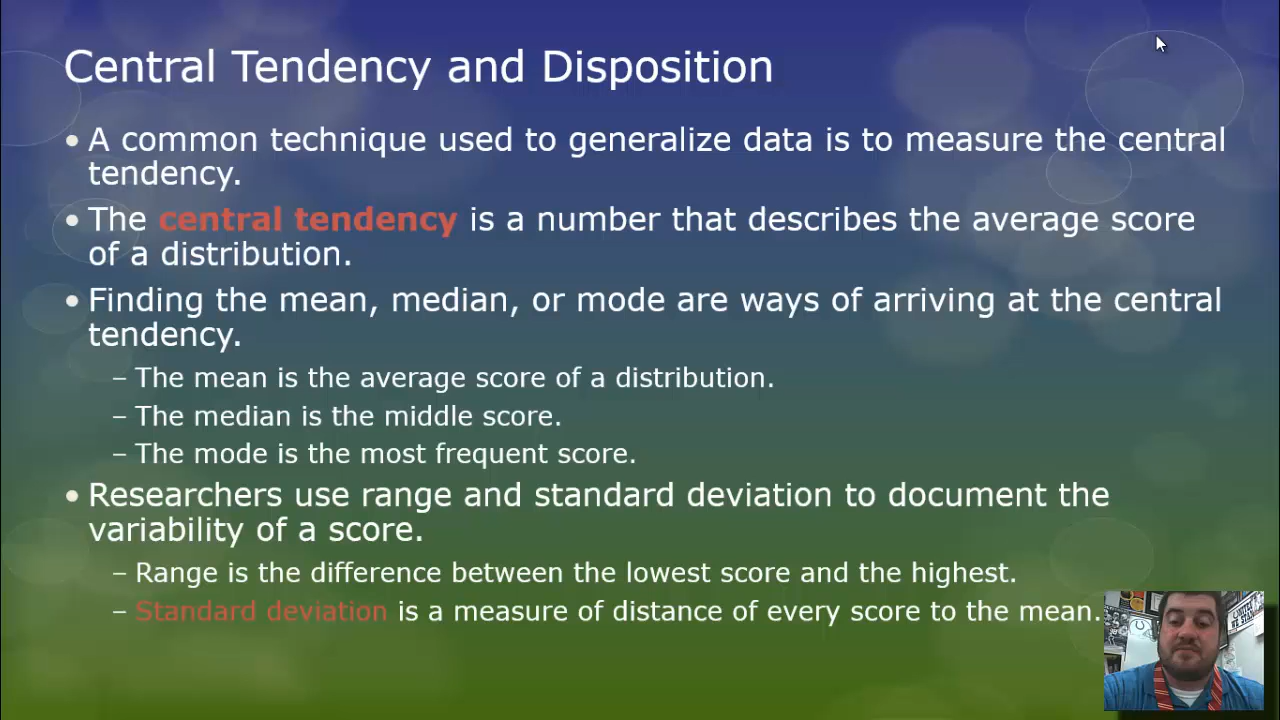 Central Tendency and Disposition
• A common technique used to generalize data is to measure the central
tendency.
• The central tendency is a number that describes the average score
of a distribution.
• Finding the mean, median, or mode are ways of arriving at the central
tendency.
– The mean is the average score of a distribution.
– The median is the middle score.
– The mode is the most frequent score.
• Researchers use range and standard deviation to document the
variability of a score.
– Range is the difference between the lowest score and the highest.
– Standard deviation is a measure of distance of every score to the mean.